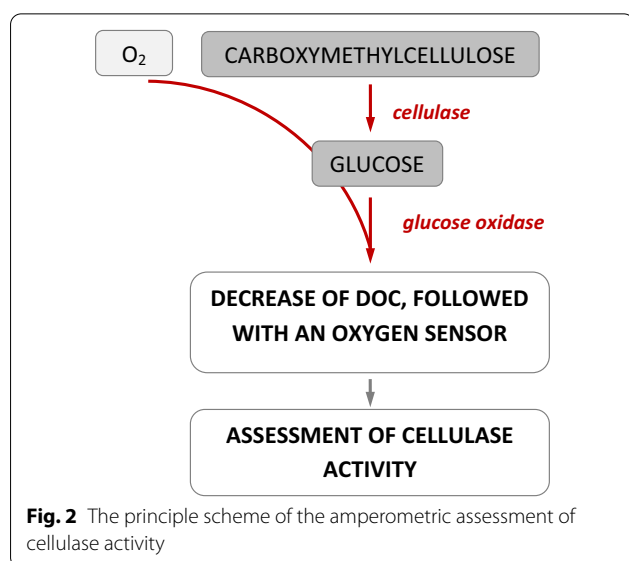 O₂
CARBOXYMETHYLCELLULOSE
cellulase
GLUCOSE
glucose oxidase
DECREASE OF DOC, FOLLOWED
WITH AN OXYGEN SENSOR
ASSESSMENT OF CELLULASE
ACTIVITY
Fig. 2 The principle scheme of the amperometric assessment of
cellulase activity